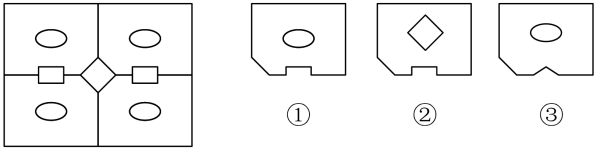 ① ② ③